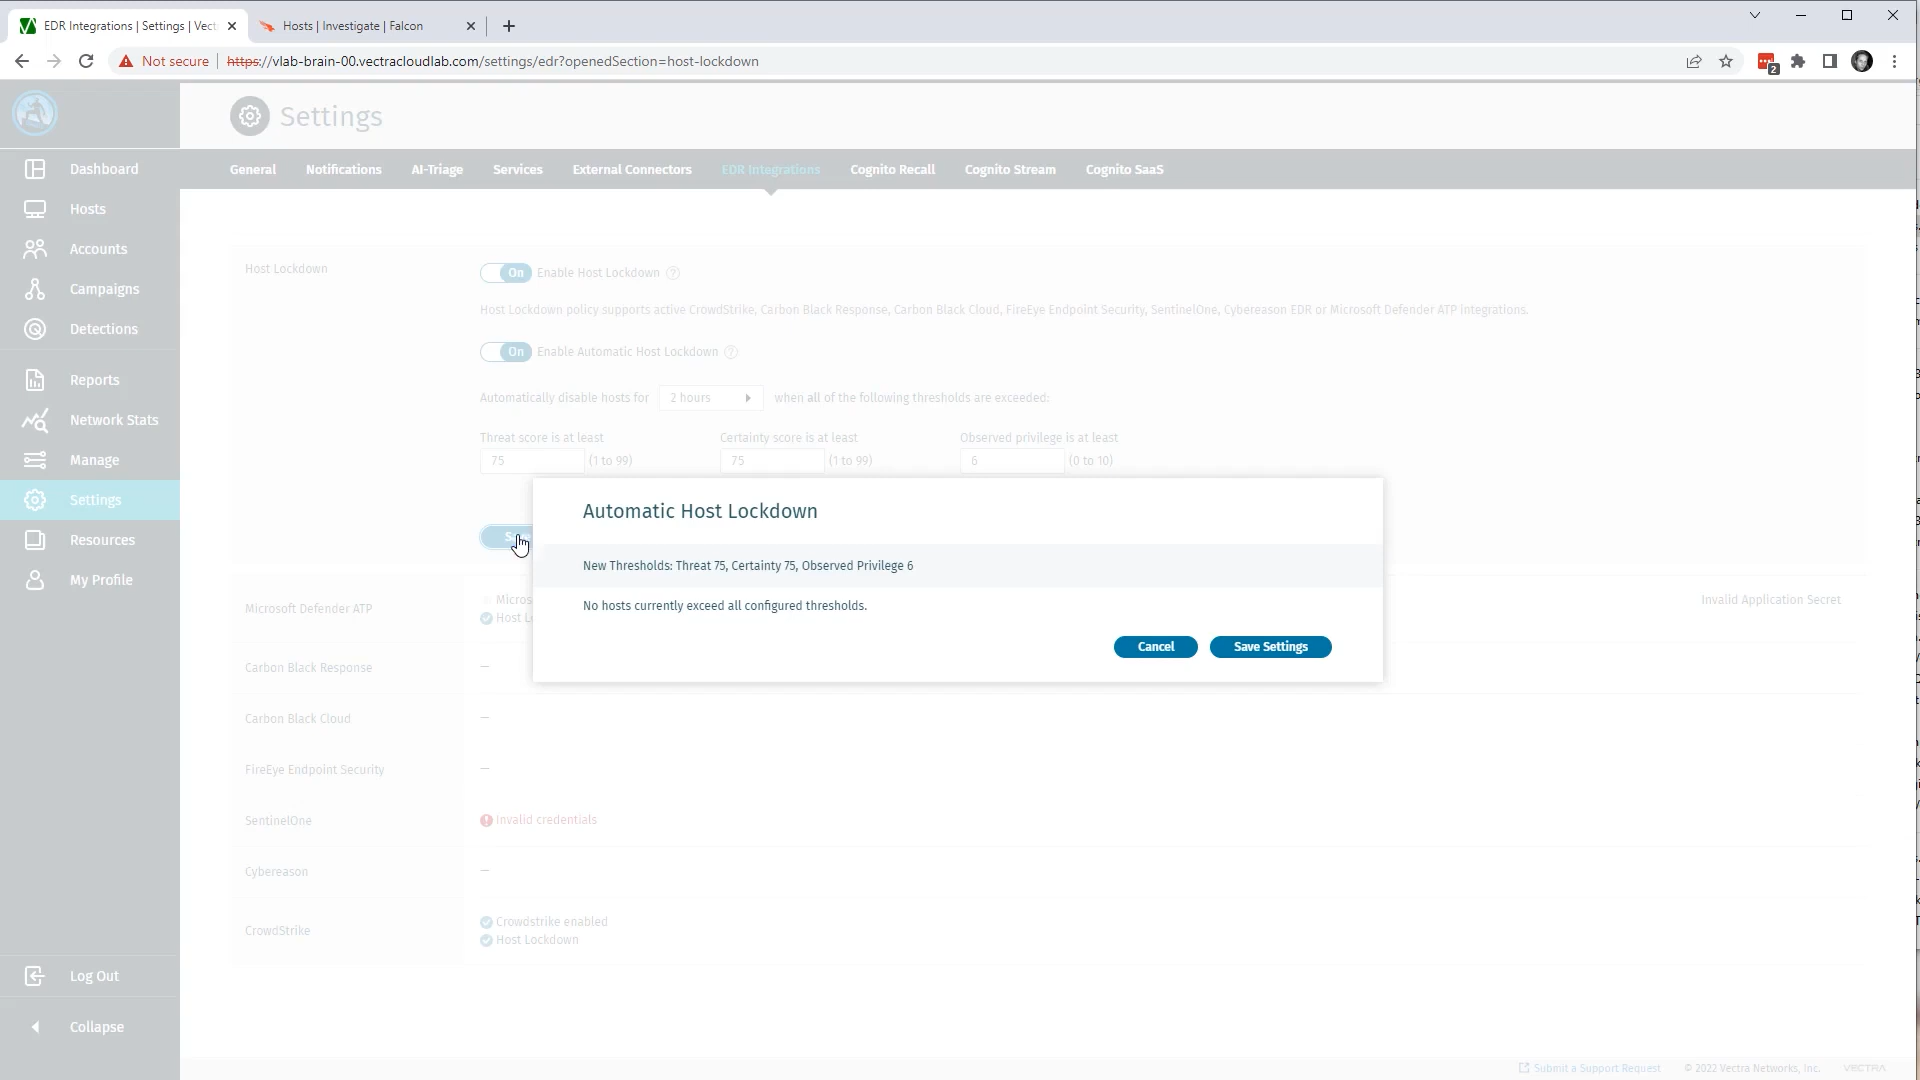 EDR Integrations | Settings | Vect
Hosts | Investigate | Falcon
Not secure
https://vlab-brain-00.vectracloudlab.com/settings/edr?openedSection=host-lockdown
2
Settings
General Notifications AI-Triage Services External Connectors EDR Integrations Cognito Recall Cognito Stream Cognito SaaS
Dashboard
Hosts
Accounts
Campaigns
Detections
Reports
Network Stats
Manage
Settings
Resources
My Profile
Log Out
Collapse
Host Lockdown
On Enable Host Lockdown ?
Host Lockdown policy supports active CrowdStrike, Carbon Black Response, Carbon Black Cloud, FireEye Endpoint Security, SentinelOne, Cybereason EDR or Microsoft Defender ATP integrations.
On Enable Automatic Host Lockdown ?
Automatically disable hosts for 2 hours when all of the following thresholds are exceeded:
Threat score is at least Certainty score is at least Observed privilege is at least
75 (1 to 99) 75 (1 to 99) 6 (0 to 10)
Automatic Host Lockdown
New Thresholds: Threat 75, Certainty 75, Observed Privilege 6
No hosts currently exceed all configured thresholds.
Cancel Save Settings
Microsoft Defender ATP
Micros
Host L
Invalid Application Secret
Carbon Black Response —
Carbon Black Cloud —
FireEye Endpoint Security —
SentinelOne Invalid credentials
Cybereason —
CrowdStrike
Crowdstrike enabled
Host Lockdown
Submit a Support Request © 2022 Vectra Networks, Inc. VECTRA